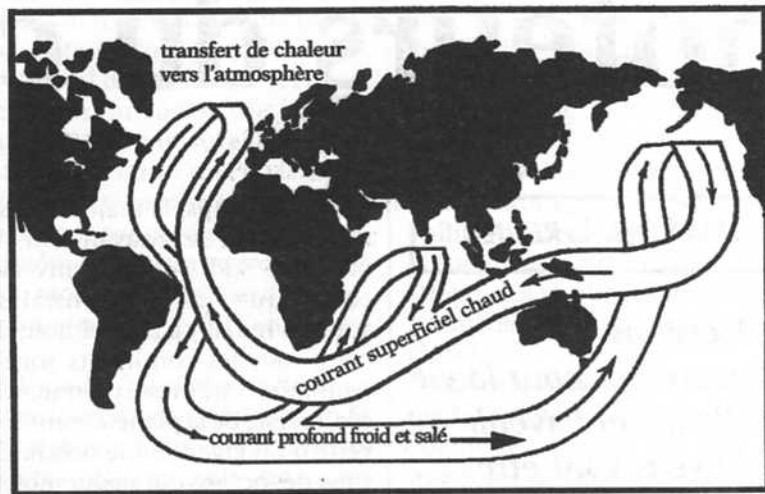 transfert de chaleur
vers l'atmosphère
courant superficiel chaud
courant profond froid et salé